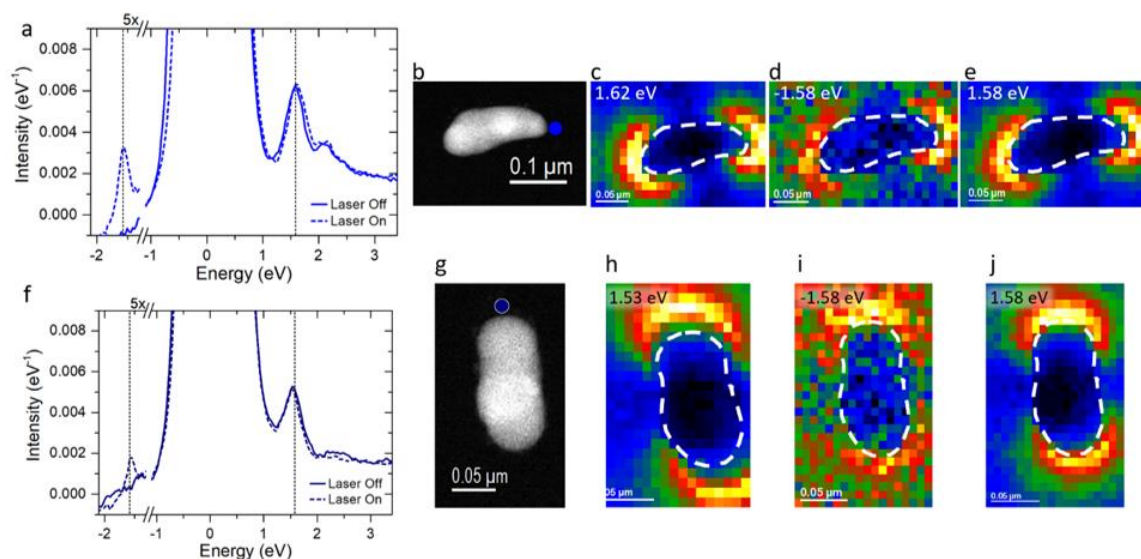 a
5x
0.008
0.006
0.004
0.002
0.000
Intensity (eV⁻¹)
Laser Off
Laser On
-2
-1
0
1
2
3
Energy (eV)
b
0.1 µm
c
1.62 eV
0.05 µm
d
-1.58 eV
0.05 µm
e
1.58 eV
0.05 µm
f
5x
0.008
0.006
0.004
0.002
0.000
Intensity (eV⁻¹)
Laser Off
Laser On
-2
-1
0
1
2
3
Energy (eV)
g
0.05 µm
h
1.53 eV
0.05 µm
i
-1.58 eV
0.05 µm
j
1.58 eV
0.05 µm